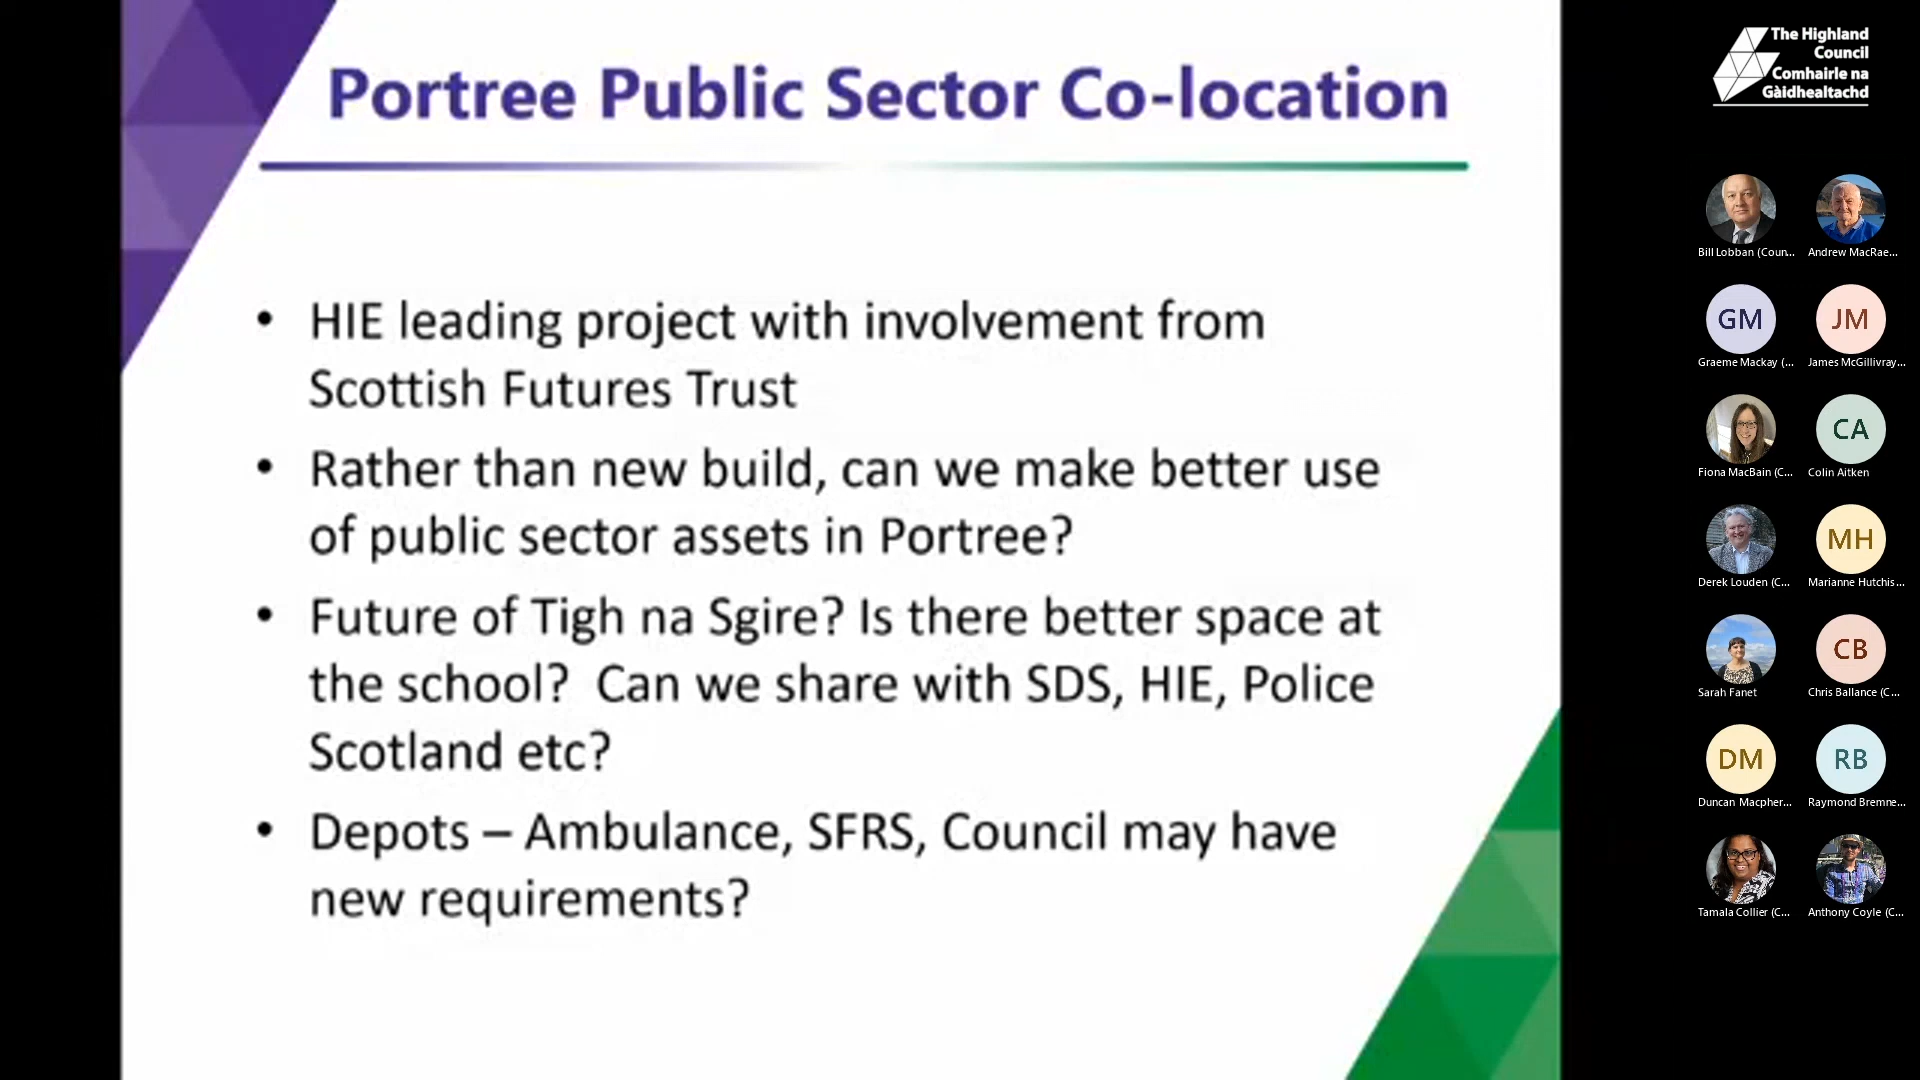 Portree Public Sector Co-location
• HIE leading project with involvement from
Scottish Futures Trust
• Rather than new build, can we make better use
of public sector assets in Portree?
• Future of Tigh na Sgire? Is there better space at
the school?  Can we share with SDS, HIE, Police
Scotland etc?
• Depots – Ambulance, SFRS, Council may have
new requirements?
The Highland
Council
Comhairle na
Gàidhealtachd
Bill Lobban (Coun...
Andrew MacRae...
GM
JM
Graeme Mackay (...
James McGillivray...
CA
Fiona MacBain (C...
Colin Aitken
MH
Derek Louden (C...
Marianne Hutchis...
CB
Sarah Fanet
Chris Ballance (C...
DM
RB
Duncan Macpher...
Raymond Bremne...
Tamala Collier (C...
Anthony Coyle (C...